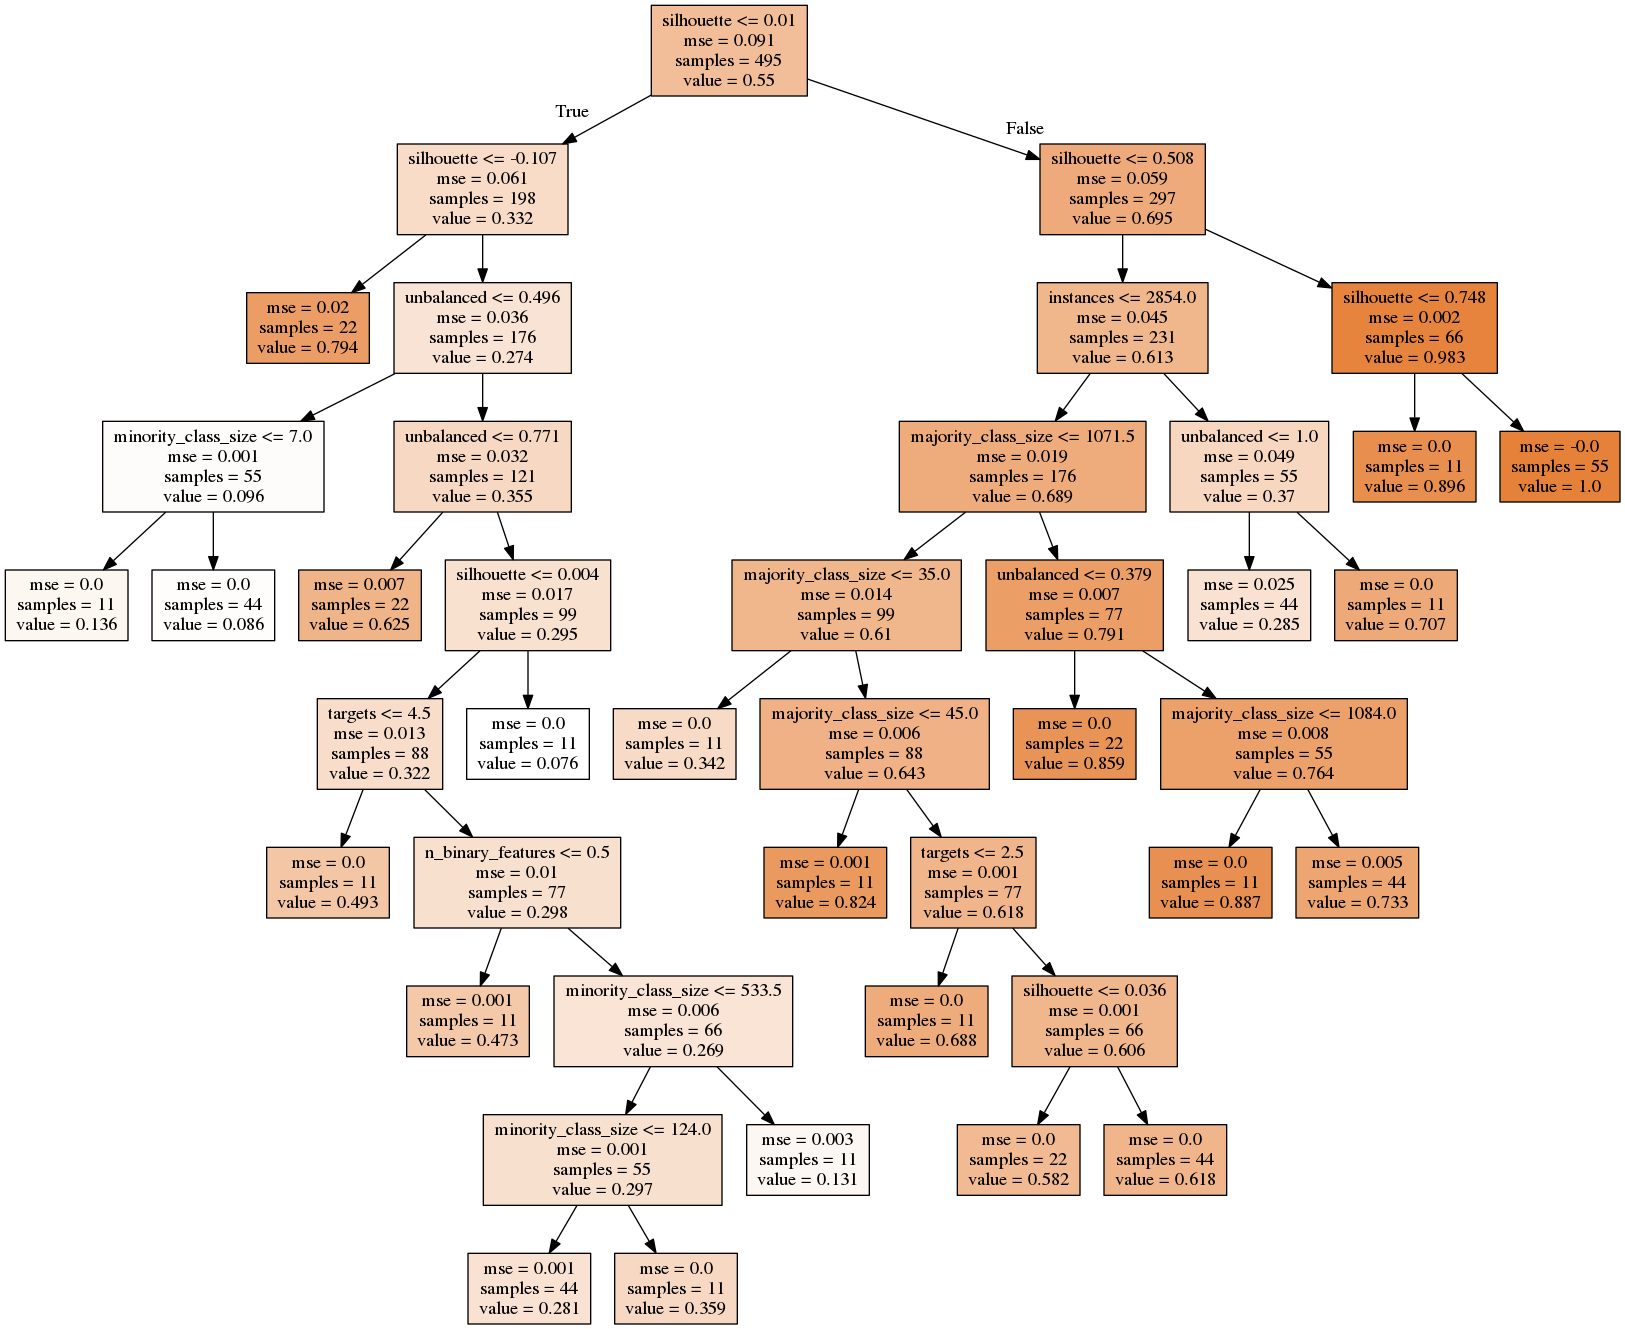 silhouette <= 0.01
mse = 0.091
samples = 495
value = 0.55
True
False
silhouette <= -0.107
mse = 0.061
samples = 198
value = 0.332
silhouette <= 0.508
mse = 0.059
samples = 297
value = 0.695
mse = 0.02
samples = 22
value = 0.794
unbalanced <= 0.496
mse = 0.036
samples = 176
value = 0.274
instances <= 2854.0
mse = 0.045
samples = 231
value = 0.613
silhouette <= 0.748
mse = 0.002
samples = 66
value = 0.983
minority_class_size <= 7.0
mse = 0.001
samples = 55
value = 0.096
unbalanced <= 0.771
mse = 0.032
samples = 121
value = 0.355
majority_class_size <= 1071.5
mse = 0.019
samples = 176
value = 0.689
unbalanced <= 1.0
mse = 0.049
samples = 55
value = 0.37
mse = 0.0
samples = 11
value = 0.896
mse = -0.0
samples = 55
value = 1.0
mse = 0.0
samples = 11
value = 0.136
mse = 0.0
samples = 44
value = 0.086
mse = 0.007
samples = 22
value = 0.625
silhouette <= 0.004
mse = 0.017
samples = 99
value = 0.295
majority_class_size <= 35.0
mse = 0.014
samples = 99
value = 0.61
unbalanced <= 0.379
mse = 0.007
samples = 77
value = 0.791
mse = 0.025
samples = 44
value = 0.285
mse = 0.0
samples = 11
value = 0.707
targets <= 4.5
mse = 0.013
samples = 88
value = 0.322
mse = 0.0
samples = 11
value = 0.076
mse = 0.0
samples = 11
value = 0.342
majority_class_size <= 45.0
mse = 0.006
samples = 88
value = 0.643
mse = 0.0
samples = 22
value = 0.859
majority_class_size <= 1084.0
mse = 0.008
samples = 55
value = 0.764
mse = 0.0
samples = 11
value = 0.493
n_binary_features <= 0.5
mse = 0.01
samples = 77
value = 0.298
mse = 0.001
samples = 11
value = 0.824
targets <= 2.5
mse = 0.001
samples = 77
value = 0.618
mse = 0.0
samples = 11
value = 0.887
mse = 0.005
samples = 44
value = 0.733
mse = 0.001
samples = 11
value = 0.473
minority_class_size <= 533.5
mse = 0.006
samples = 66
value = 0.269
mse = 0.0
samples = 11
value = 0.688
silhouette <= 0.036
mse = 0.001
samples = 66
value = 0.606
minority_class_size <= 124.0
mse = 0.001
samples = 55
value = 0.297
mse = 0.003
samples = 11
value = 0.131
mse = 0.0
samples = 22
value = 0.582
mse = 0.0
samples = 44
value = 0.618
mse = 0.001
samples = 44
value = 0.281
mse = 0.0
samples = 11
value = 0.359